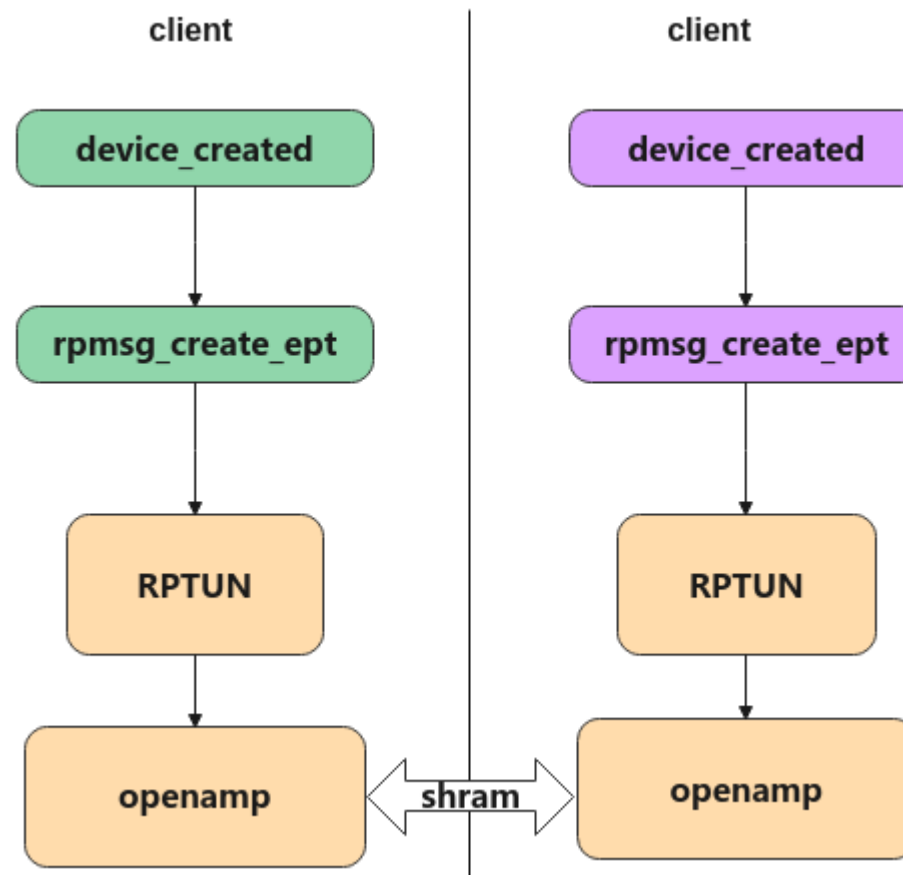 client
client
device_created
device_created
rpmsg_create_ept
rpmsg_create_ept
RPTUN
RPTUN
openamp
shram
openamp